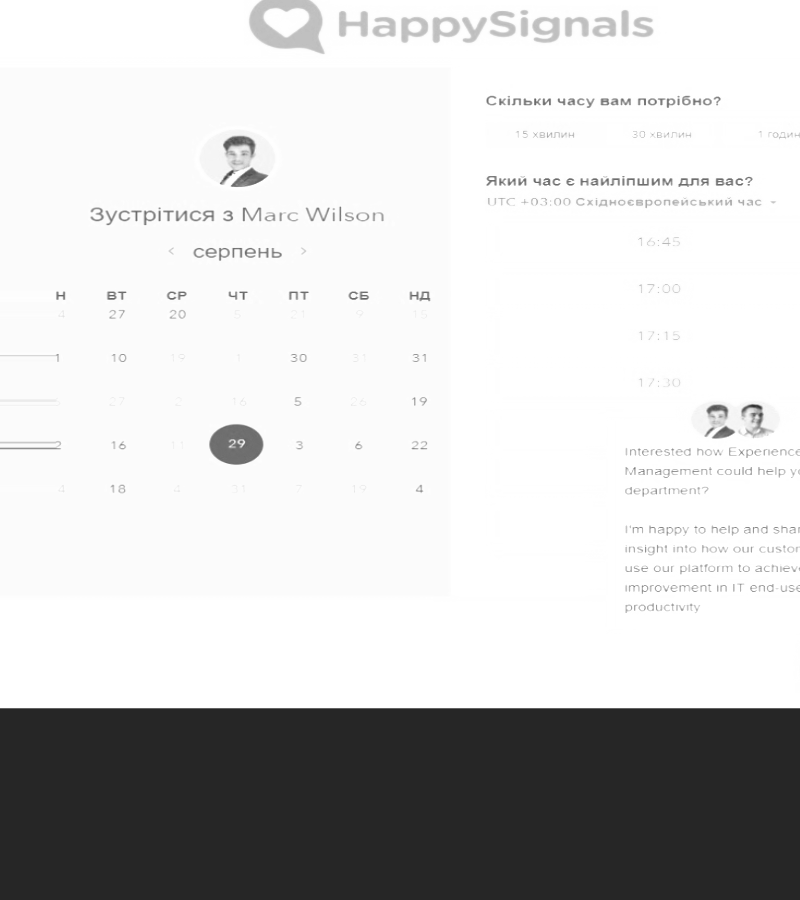 HappySignals
Зустрітися з Marc Wilson
< серпень >
Н ВТ СР ЧТ ПТ СБ НД
4 27 20 5 21 9 15
1 10 19 1 30 31 31
27 2 16 5 26 19
2 16 11 29 3 6 22
4 18 4 31 7 19 4
Скільки часу вам потрібно?
15 хвилин 30 хвилин 1 годин
Який час є найліпшим для вас?
UTC +03:00 Східноєвропейський час
16:45
17:00
17:15
17:30
Interested how Experience
Management could help yo
department?
I'm happy to help and shar
insight into how our custon
use our platform to achiev
improvement in IT end-use
productivity